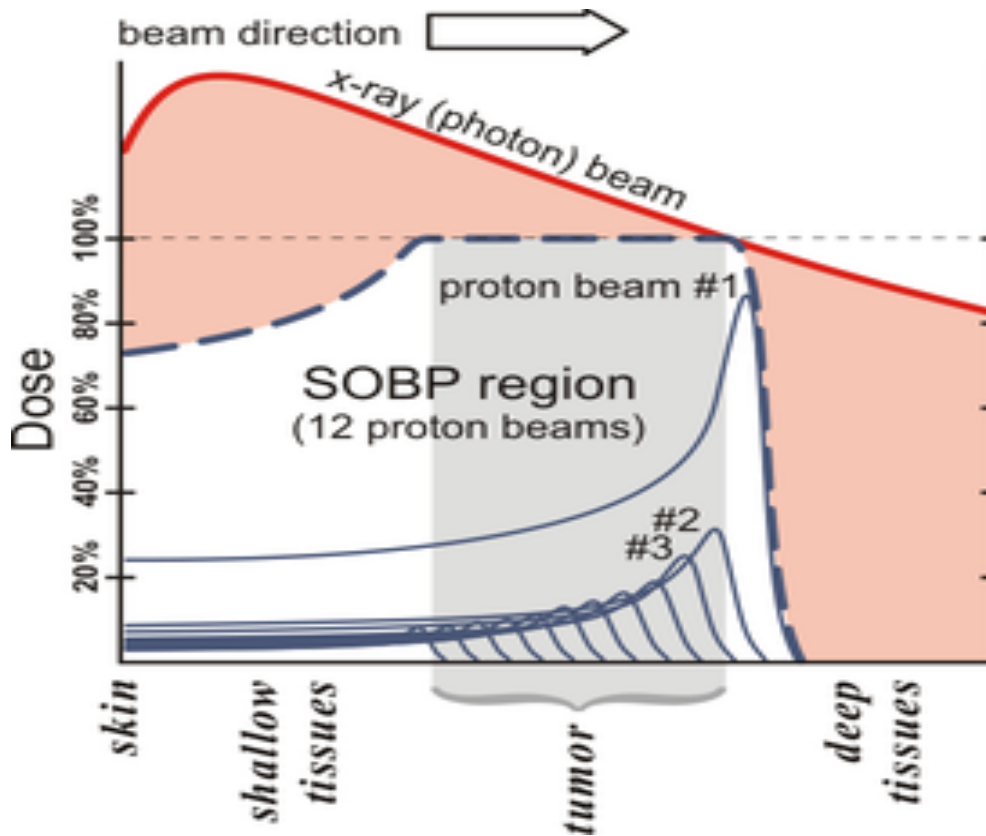 beam direction
x-ray (photon) beam
100%
80%
60%
40%
20%
Dose
proton beam #1
SOBP region
(12 proton beams)
#2
#3
skin
shallow
tissues
tumor
deep
tissues